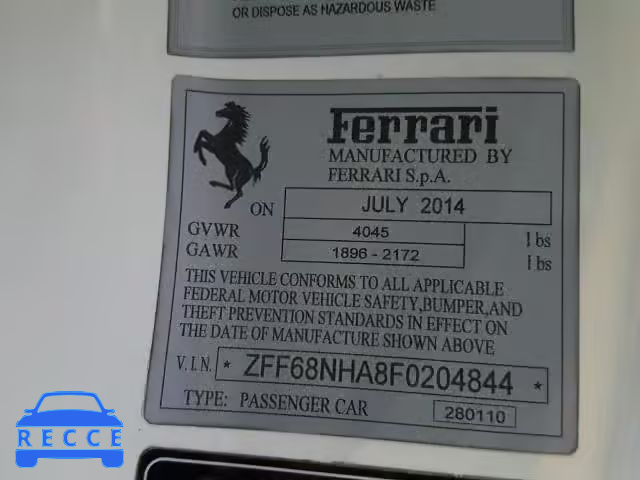 OR DISPOSE AS HAZARDOUS WASTE
Ferrari
MANUFACTURED BY
FERRARI S.p.A.
ON JULY 2014
GVWR 4045 lbs
GAWR 1896 - 2172 lbs
THIS VEHICLE CONFORMS TO ALL APPLICABLE
FEDERAL MOTOR VEHICLE SAFETY,BUMPER,AND
THEFT PREVENTION STANDARDS IN EFFECT ON
THE DATE OF MANUFACTURE SHOWN ABOVE
V.I.N. * ZFF68NHA8F0204844 *
TYPE: PASSENGER CAR 280110
RECCE